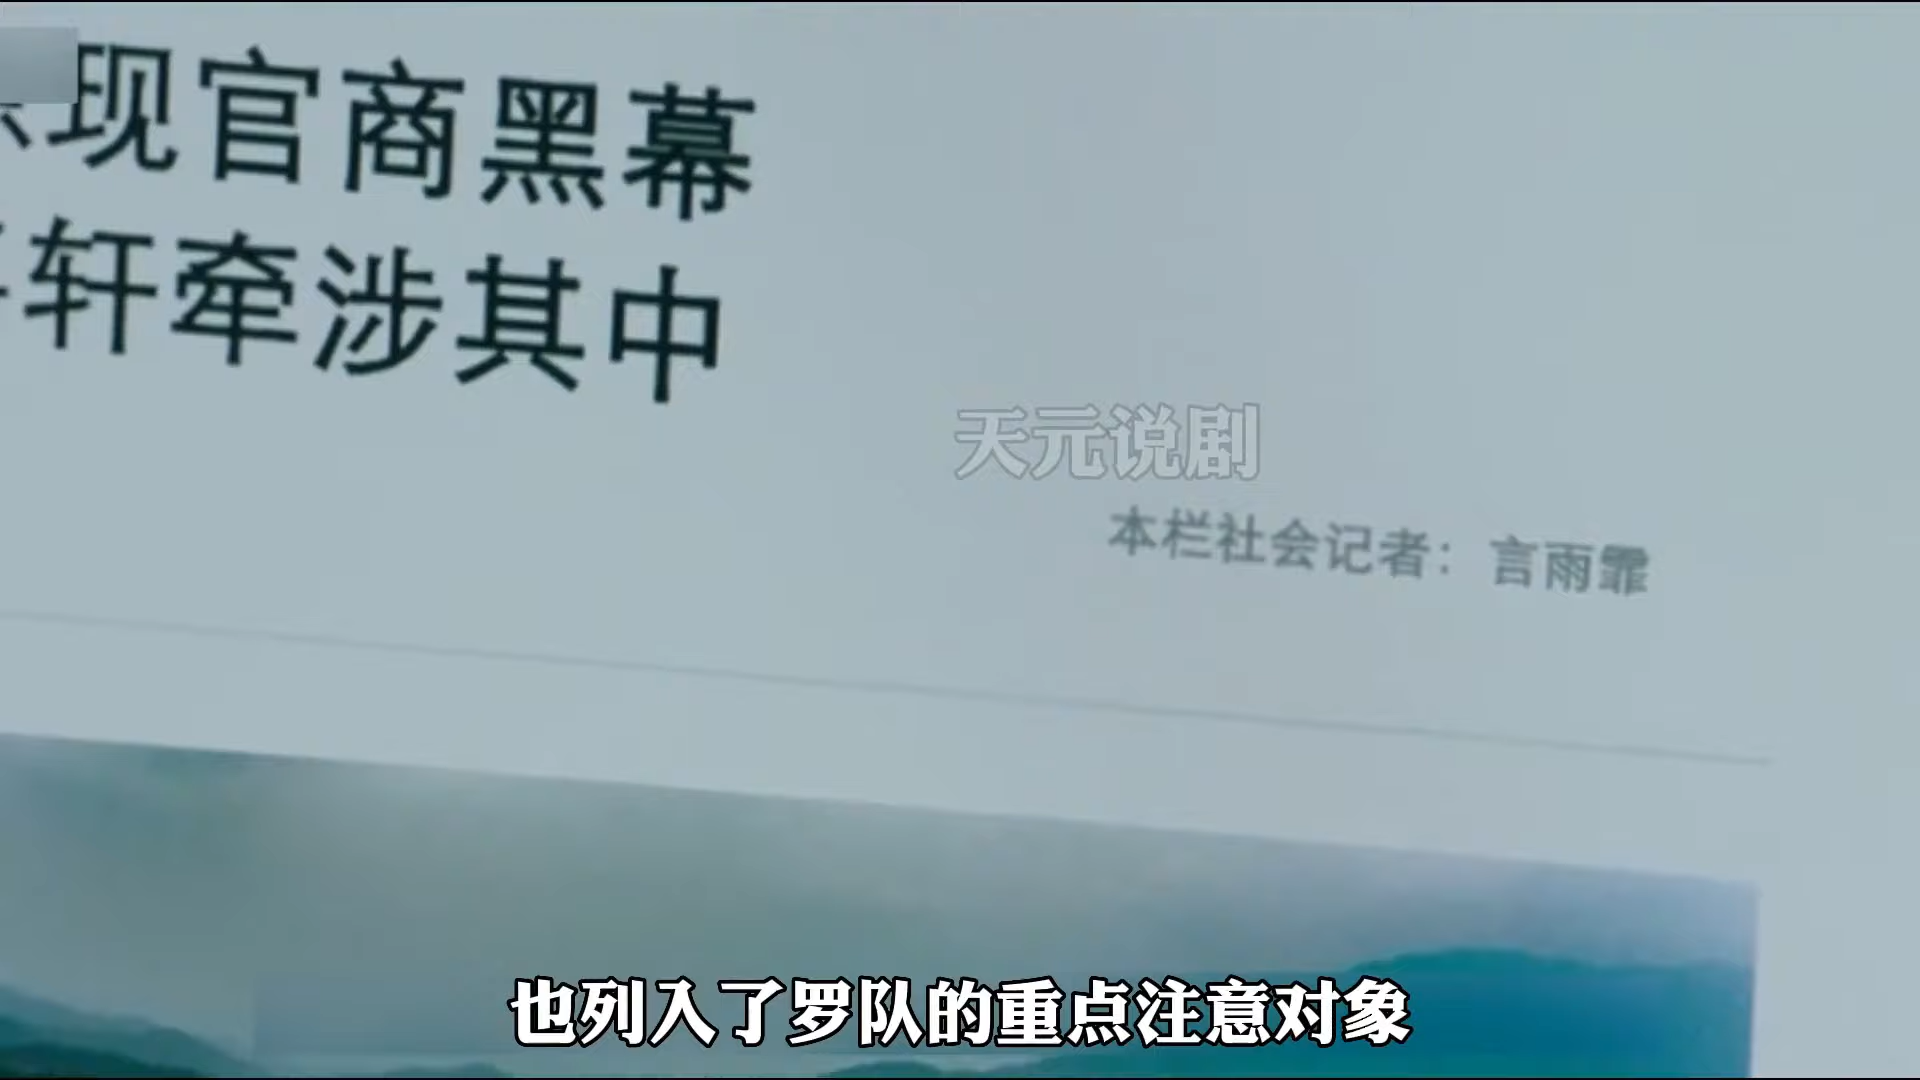 现官商黑幕
轩牵涉其中
天元说剧
本栏社会记者：言雨霏
也列入了罗队的重点注意对象